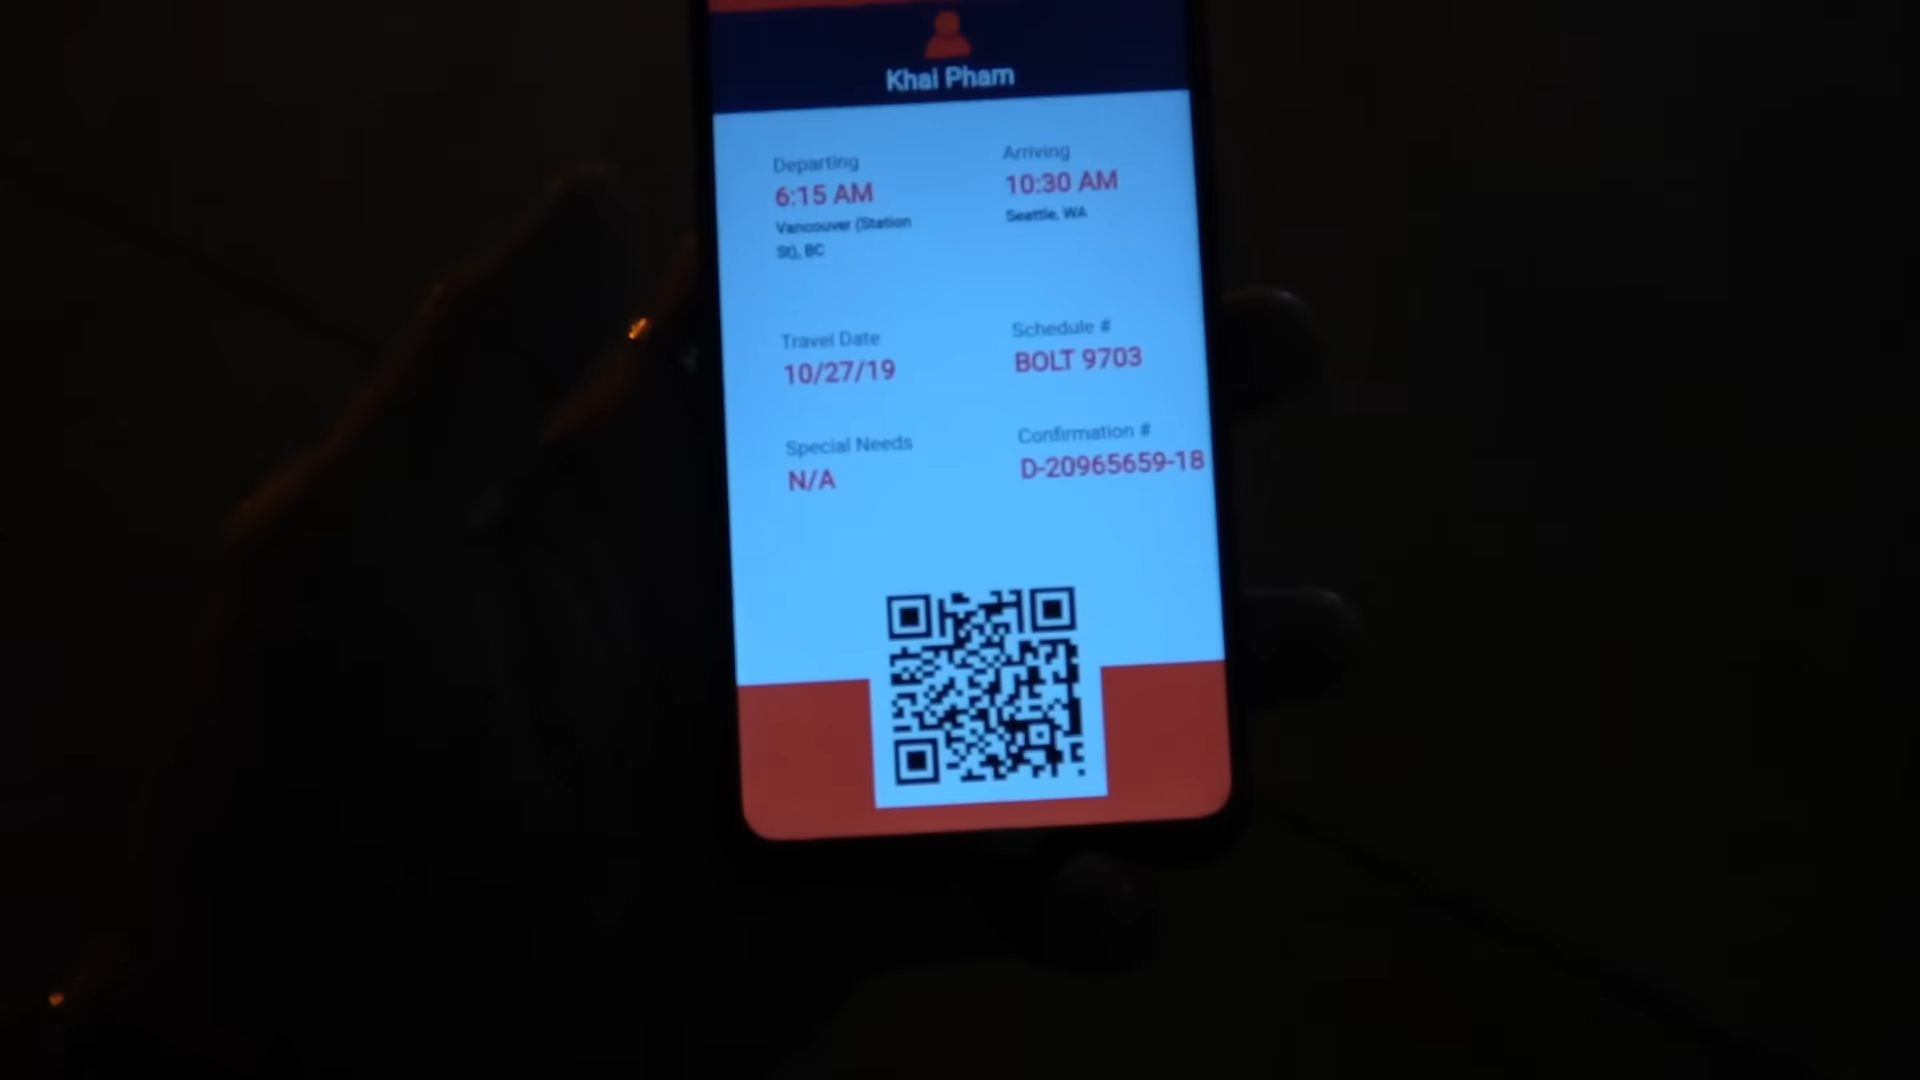 Khai Pham
Departing
6:15 AM
Vancouver (Station
St), BC
Arriving
10:30 AM
Seattle, WA
Travel Date
10/27/19
Schedule #
BOLT 9703
Special Needs
N/A
Confirmation #
D-20965659-18